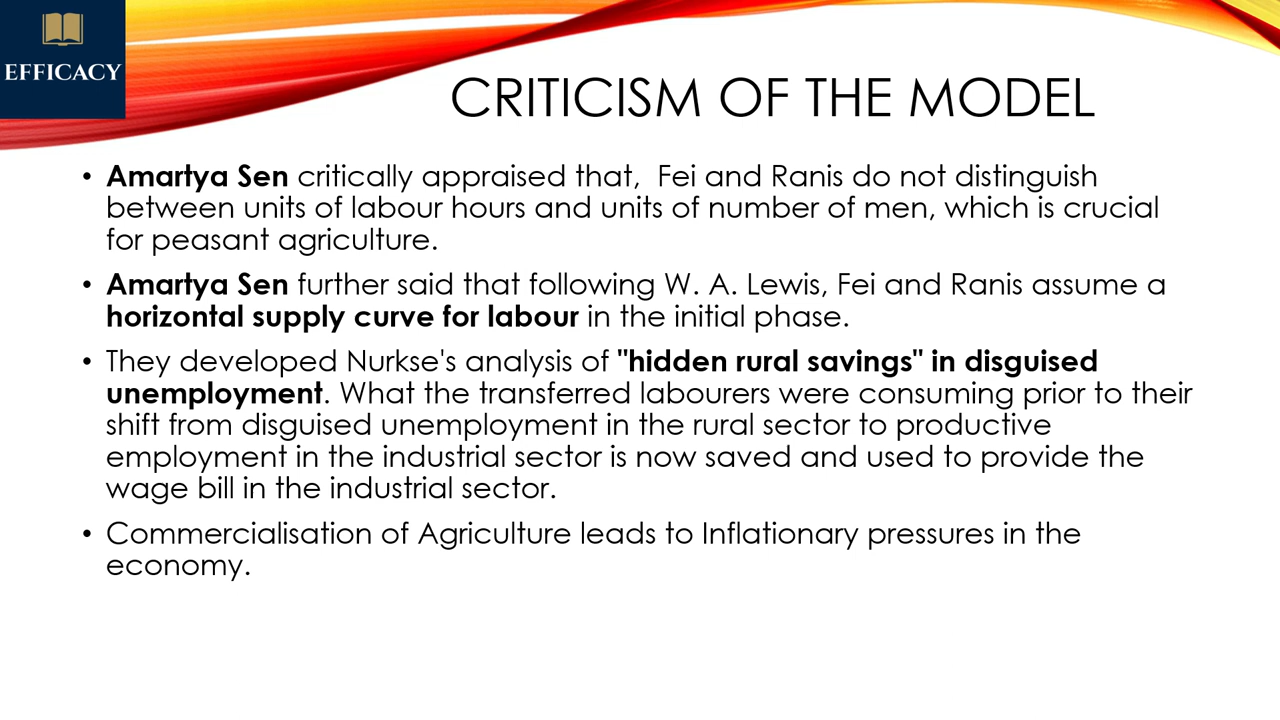 EFFICACY
CRITICISM OF THE MODEL
• Amartya Sen critically appraised that,  Fei and Ranis do not distinguish
between units of labour hours and units of number of men, which is crucial
for peasant agriculture.
• Amartya Sen further said that following W. A. Lewis, Fei and Ranis assume a
horizontal supply curve for labour in the initial phase.
• They developed Nurkse's analysis of "hidden rural savings" in disguised
unemployment. What the transferred labourers were consuming prior to their
shift from disguised unemployment in the rural sector to productive
employment in the industrial sector is now saved and used to provide the
wage bill in the industrial sector.
• Commercialisation of Agriculture leads to Inflationary pressures in the
economy.